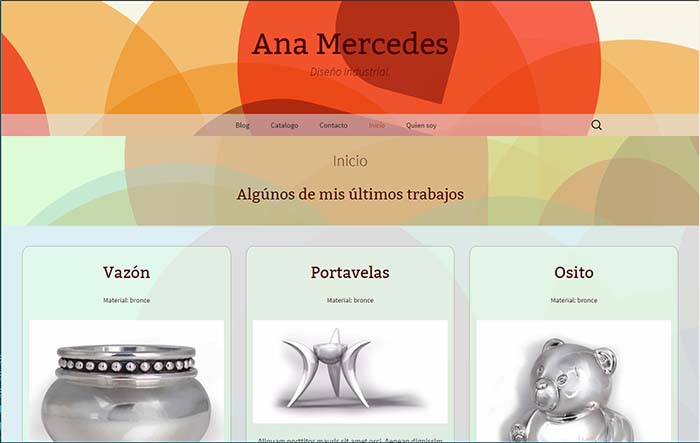 Ana Mercedes
Diseño Industrial.
Blog Catalogo Contacto Inicio Quien soy
Inicio
Algúnos de mis últimos trabajos
Vazón
Portavelas
Osito
Material: bronce
Material: bronce
Material: bronce
Aliquam porttitor mauris sit amet orci. Aenean dignissim